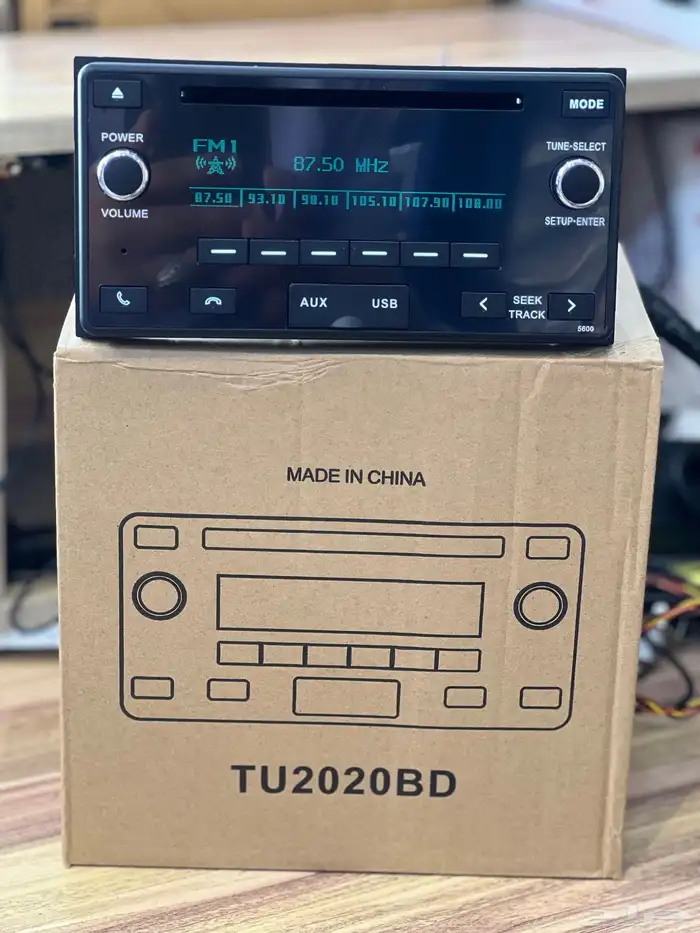 MODE
POWER
TUNE·SELECT
FM1
87.50 MHz
87.50 93.10 98.10 105.10 107.90 108.00
VOLUME
SETUP·ENTER
AUX USB
SEEK
TRACK
5600
MADE IN CHINA
TU2020BD